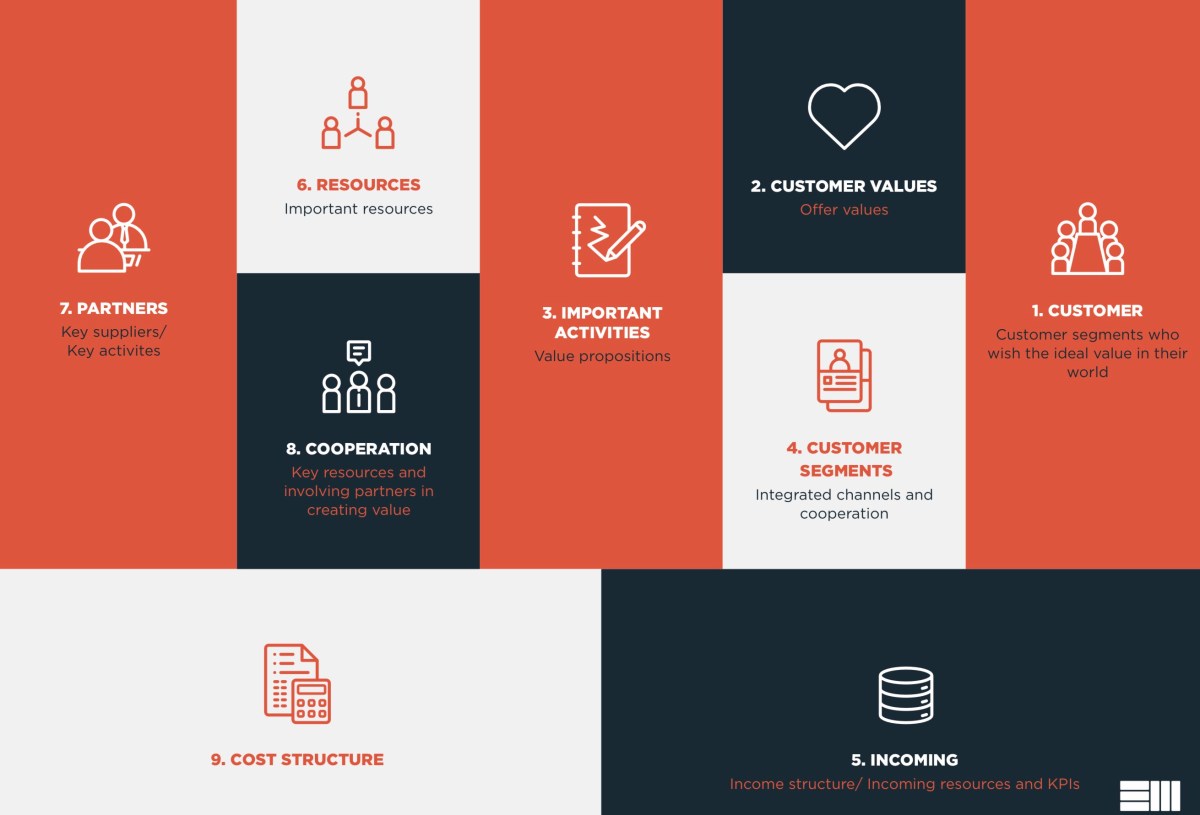 6. RESOURCES
Important resources
2. CUSTOMER VALUES
Offer values
7. PARTNERS
Key suppliers/
Key activites
3. IMPORTANT
ACTIVITIES
Value propositions
1. CUSTOMER
Customer segments who
wish the ideal value in their
world
8. COOPERATION
Key resources and
involving partners in
creating value
4. CUSTOMER
SEGMENTS
Integrated channels and
cooperation
9. COST STRUCTURE
5. INCOMING
Income structure/ Incoming resources and KPIs